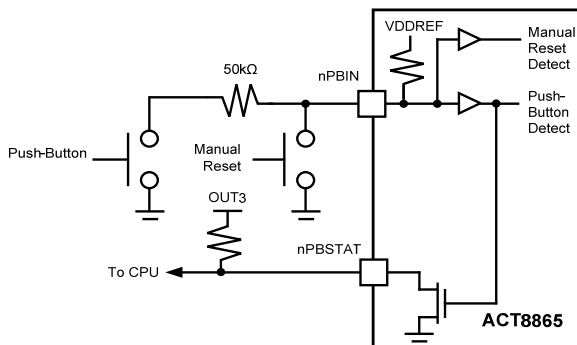 VDDREF
Manual
Reset
Detect
50kΩ
nPBIN
Push-
Button
Detect
Push-Button
Manual
Reset
OUT3
nPBSTAT
To CPU
ACT8865